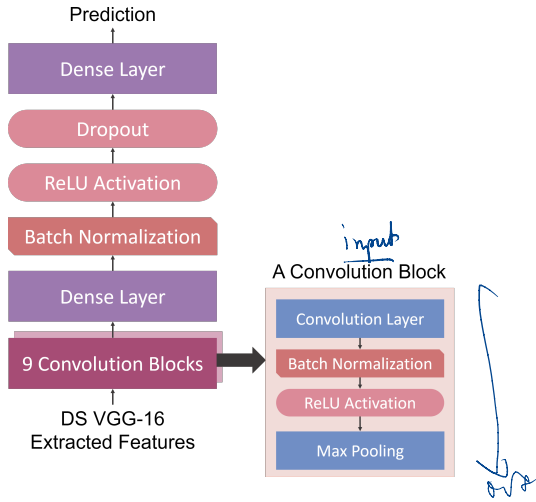 Prediction
Dense Layer
Dropout
ReLU Activation
Batch Normalization
Dense Layer
9 Convolution Blocks
DS VGG-16
Extracted Features
input
A Convolution Block
Convolution Layer
Batch Normalization
ReLU Activation
Max Pooling